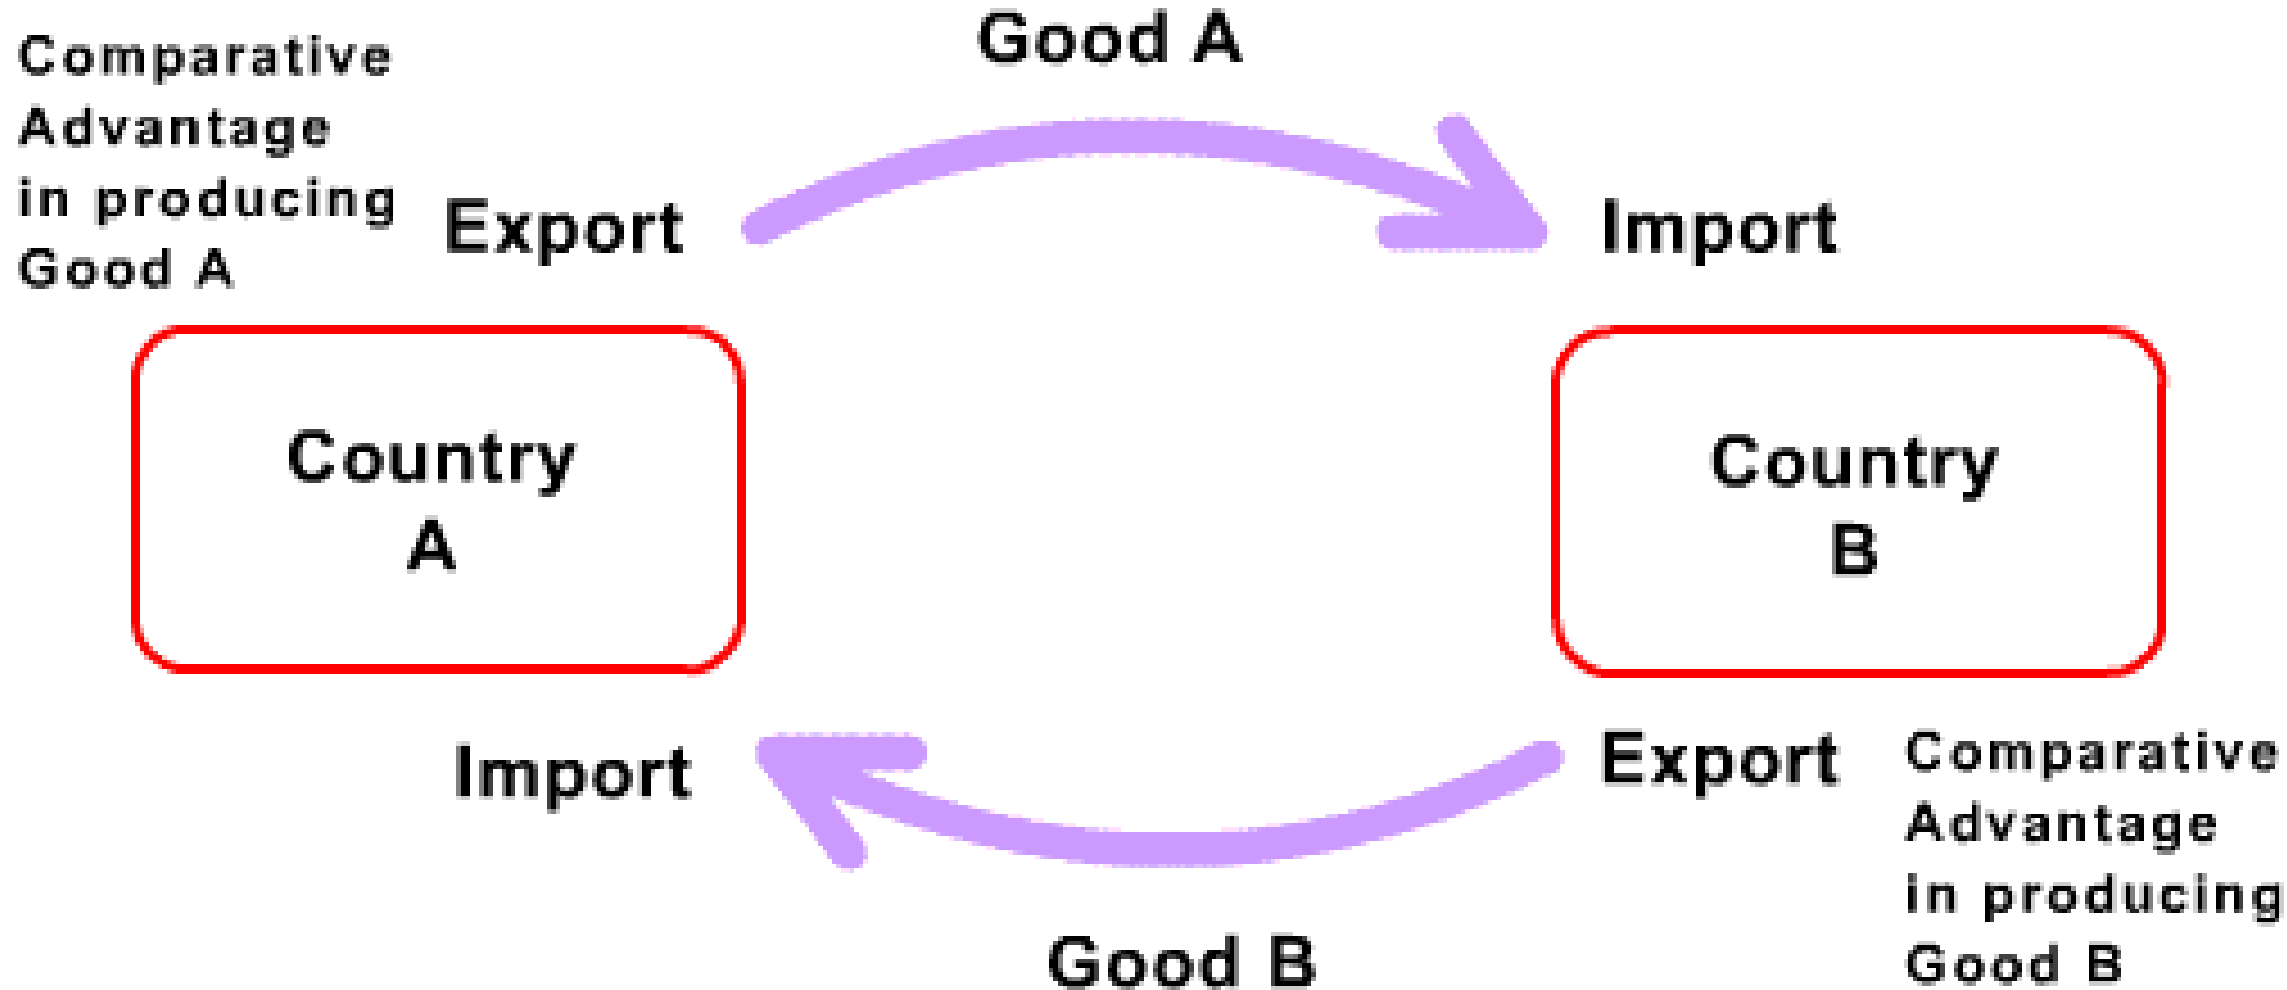 Good A
Comparative
Advantage
in producing
Good A
Export
Import
Country
A
Country
B
Import
Export
Comparative
Advantage
in producing
Good B
Good B